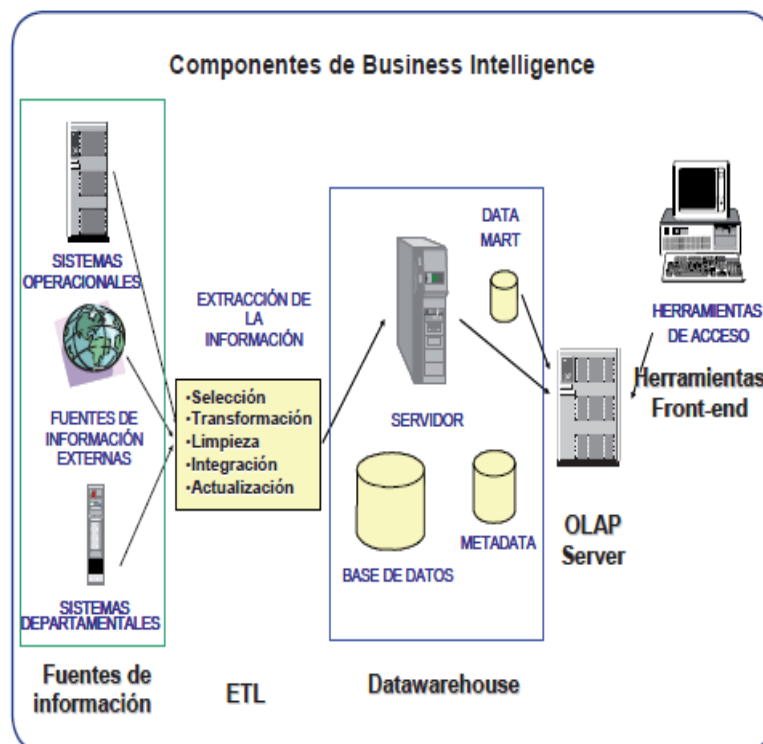 Componentes de Business Intelligence
SISTEMAS
OPERACIONALES
FUENTES DE
INFORMACIÓN
EXTERNAS
SISTEMAS
DEPARTAMENTALES
Fuentes de
información
EXTRACCIÓN DE
LA
INFORMACIÓN
•Selección
•Transformación
•Limpieza
•Integración
•Actualización
ETL
DATA
MART
SERVIDOR
BASE DE DATOS
METADATA
Datawarehouse
OLAP
Server
HERRAMIENTAS
DE ACCESO
Herramientas
Front-end